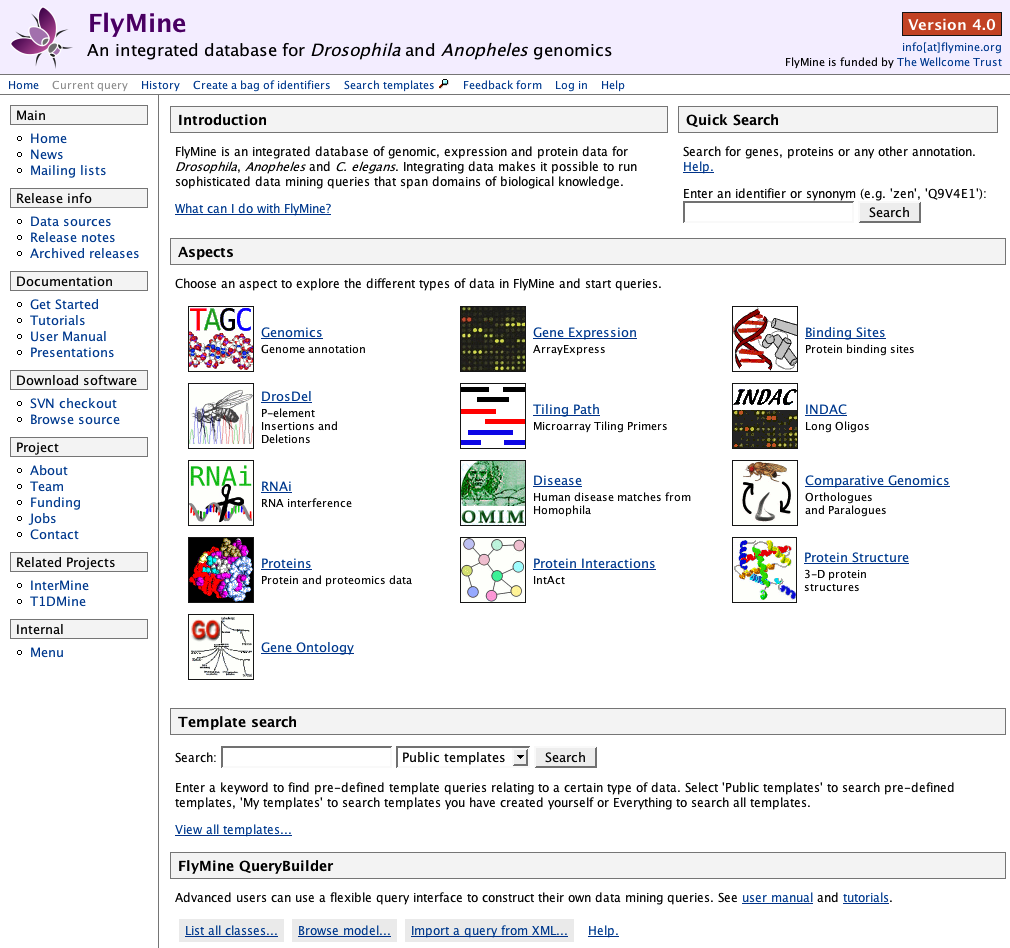 FlyMine
An integrated database for Drosophila and Anopheles genomics
Version 4.0
info[at]flymine.org
FlyMine is funded by The Wellcome Trust
Home Current query History Create a bag of identifiers Search templates Feedback form Log in Help
Main
Home
News
Mailing lists
Release info
Data sources
Release notes
Archived releases
Documentation
Get Started
Tutorials
User Manual
Presentations
Download software
SVN checkout
Browse source
Project
About
Team
Funding
Jobs
Contact
Related Projects
InterMine
T1DMine
Internal
Menu
Introduction
FlyMine is an integrated database of genomic, expression and protein data for
Drosophila, Anopheles and C. elegans. Integrating data makes it possible to run
sophisticated data mining queries that span domains of biological knowledge.
What can I do with FlyMine?
Quick Search
Search for genes, proteins or any other annotation.
Help.
Enter an identifier or synonym (e.g. 'zen', 'Q9V4E1'):
Search
Aspects
Choose an aspect to explore the different types of data in FlyMine and start queries.
TAGC
Genomics
Genome annotation
Gene Expression
ArrayExpress
Binding Sites
Protein binding sites
DrosDel
P-element
Insertions and
Deletions
Tiling Path
Microarray Tiling Primers
INDAC
INDAC
Long Oligos
RNAi
RNAi
RNA interference
OMIM
Disease
Human disease matches from
Homophila
Comparative Genomics
Orthologues
and Paralogues
Proteins
Protein and proteomics data
Protein Interactions
IntAct
Protein Structure
3-D protein
structures
GO
Gene Ontology
Template search
Search: Public templates Search
Enter a keyword to find pre-defined template queries relating to a certain type of data. Select 'Public templates' to search pre-defined
templates, 'My templates' to search templates you have created yourself or Everything to search all templates.
View all templates...
FlyMine QueryBuilder
Advanced users can use a flexible query interface to construct their own data mining queries. See user manual and tutorials.
List all classes... Browse model... Import a query from XML... Help.